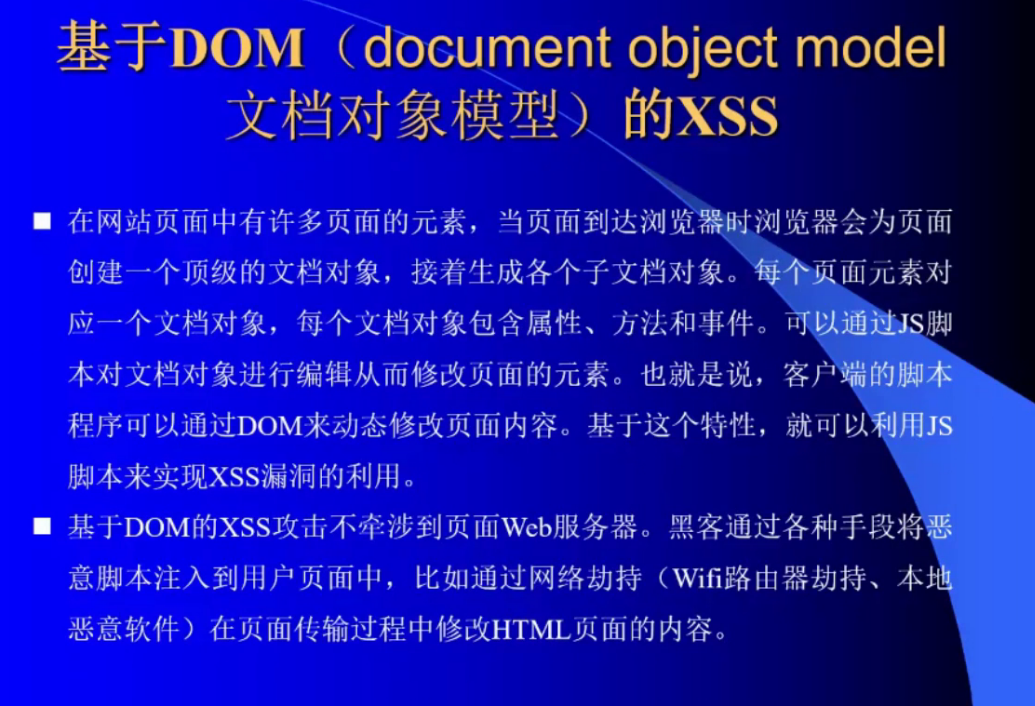 基于DOM（document object model
文档对象模型）的XSS
在网站页面中有许多页面的元素，当页面到达浏览器时浏览器会为页面
创建一个顶级的文档对象，接着生成各个子文档对象。每个页面元素对
应一个文档对象，每个文档对象包含属性、方法和事件。可以通过JS脚
本对文档对象进行编辑从而修改页面的元素。也就是说，客户端的脚本
程序可以通过DOM来动态修改页面内容。基于这个特性，就可以利用JS
脚本来实现XSS漏洞的利用。
基于DOM的XSS攻击不牵涉到页面Web服务器。黑客通过各种手段将恶
意脚本注入到用户页面中，比如通过网络劫持（Wifi路由器劫持、本地
恶意软件）在页面传输过程中修改HTML页面的内容。